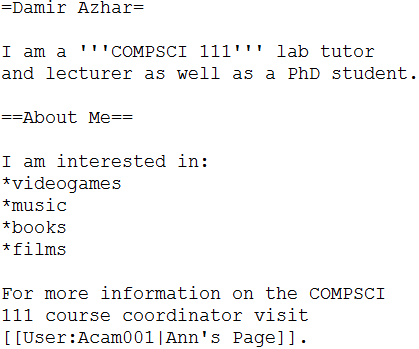 =Damir Azhar=
I am a '''COMPSCI 111''' lab tutor
and lecturer as well as a PhD student.
==About Me==
I am interested in:
*videogames
*music
*books
*films
For more information on the COMPSCI
111 course coordinator visit
[[User:Acam001|Ann's Page]].